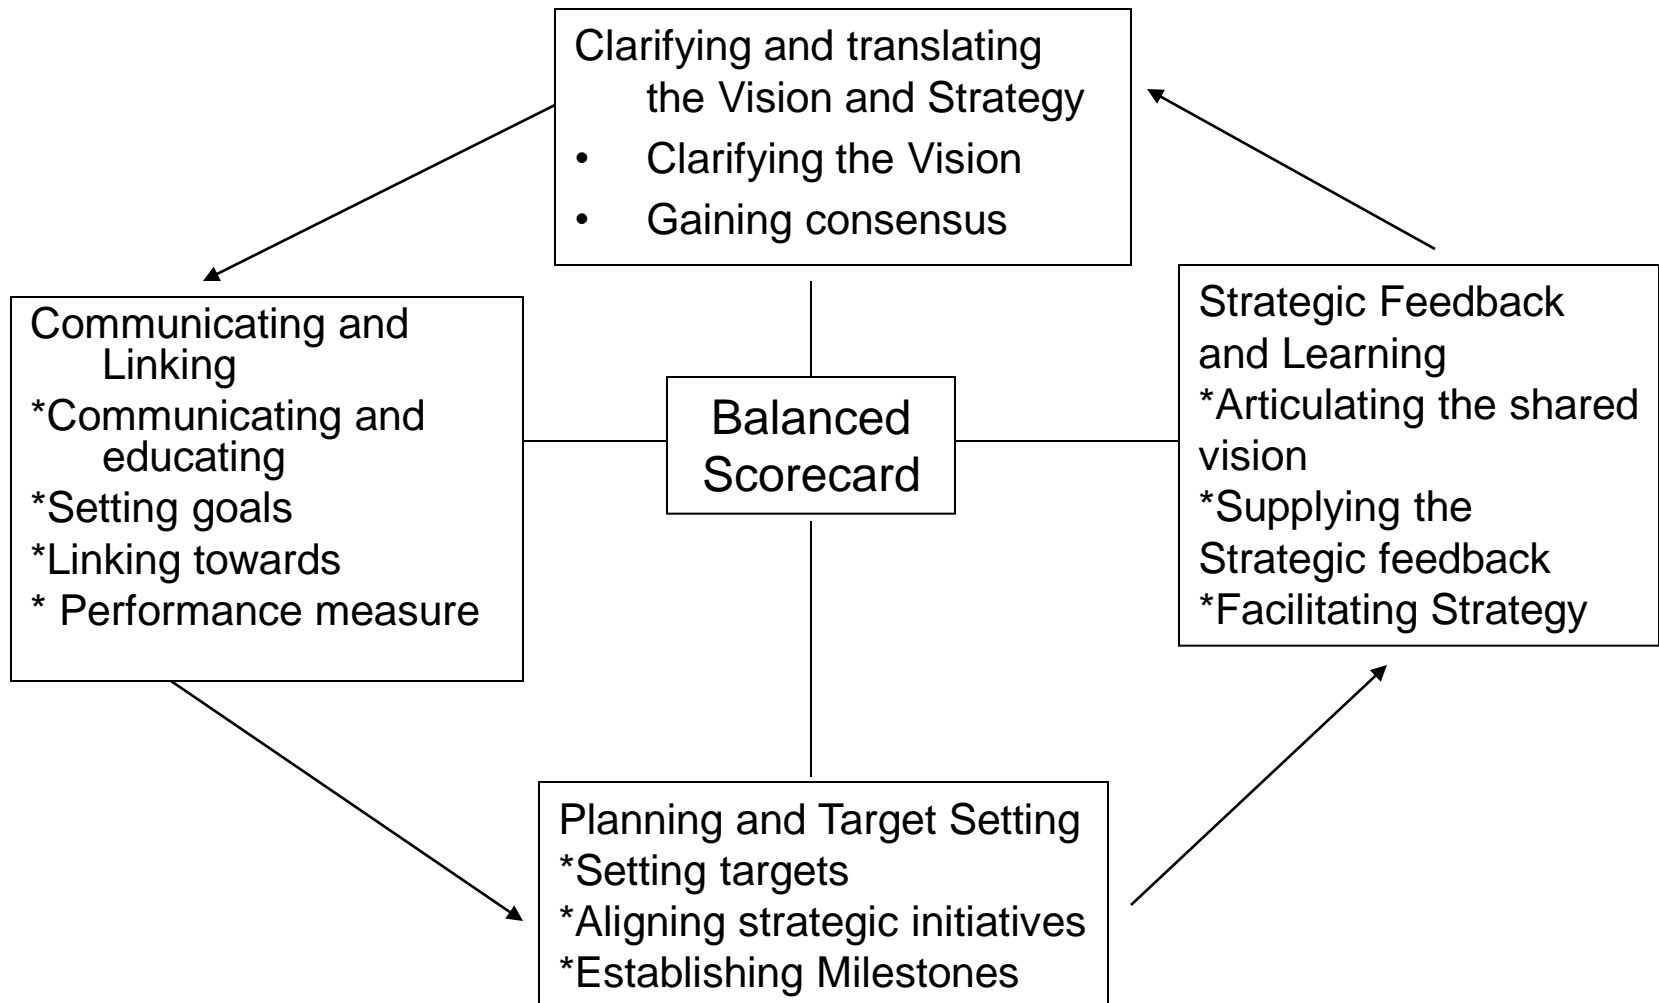 Clarifying and translating
the Vision and Strategy
• Clarifying the Vision
• Gaining consensus
Communicating and
Linking
*Communicating and
educating
*Setting goals
*Linking towards
* Performance measure
Balanced
Scorecard
Strategic Feedback
and Learning
*Articulating the shared
vision
*Supplying the
Strategic feedback
*Facilitating Strategy
Planning and Target Setting
*Setting targets
*Aligning strategic initiatives
*Establishing Milestones